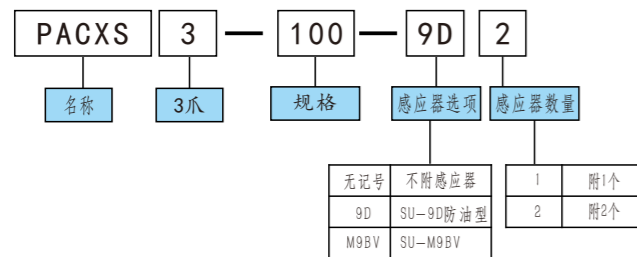 PACXS 3 — 100 — 9D 2
名称 3爪 规格 感应器选项 感应器数量
无记号 不附感应器 1 附1个
9D SU-9D防油型 2 附2个
M9BV SU-M9BV